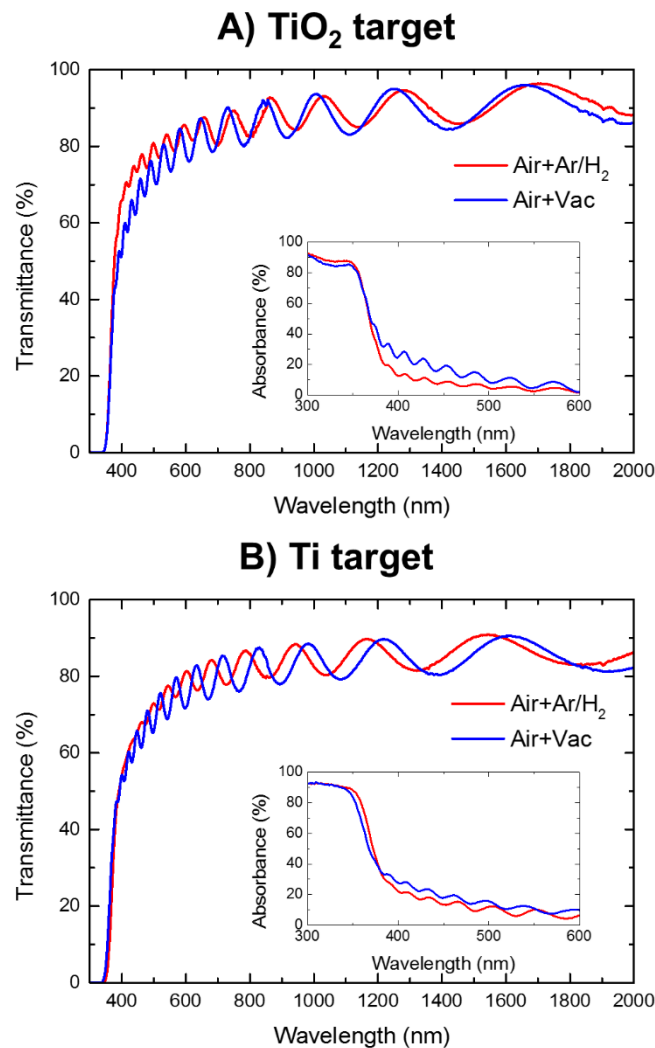 A) TiO₂ target
100
80
60
40
20
0
Transmittance (%)
400 600 800 1000 1200 1400 1600 1800 2000
Wavelength (nm)
Air+Ar/H₂
Air+Vac
100
80
60
40
20
0
Absorbance (%)
300 400 500 600
Wavelength (nm)
B) Ti target
100
80
60
40
20
0
Transmittance (%)
400 600 800 1000 1200 1400 1600 1800 2000
Wavelength (nm)
Air+Ar/H₂
Air+Vac
100
80
60
40
20
0
Absorbance (%)
300 400 500 600
Wavelength (nm)